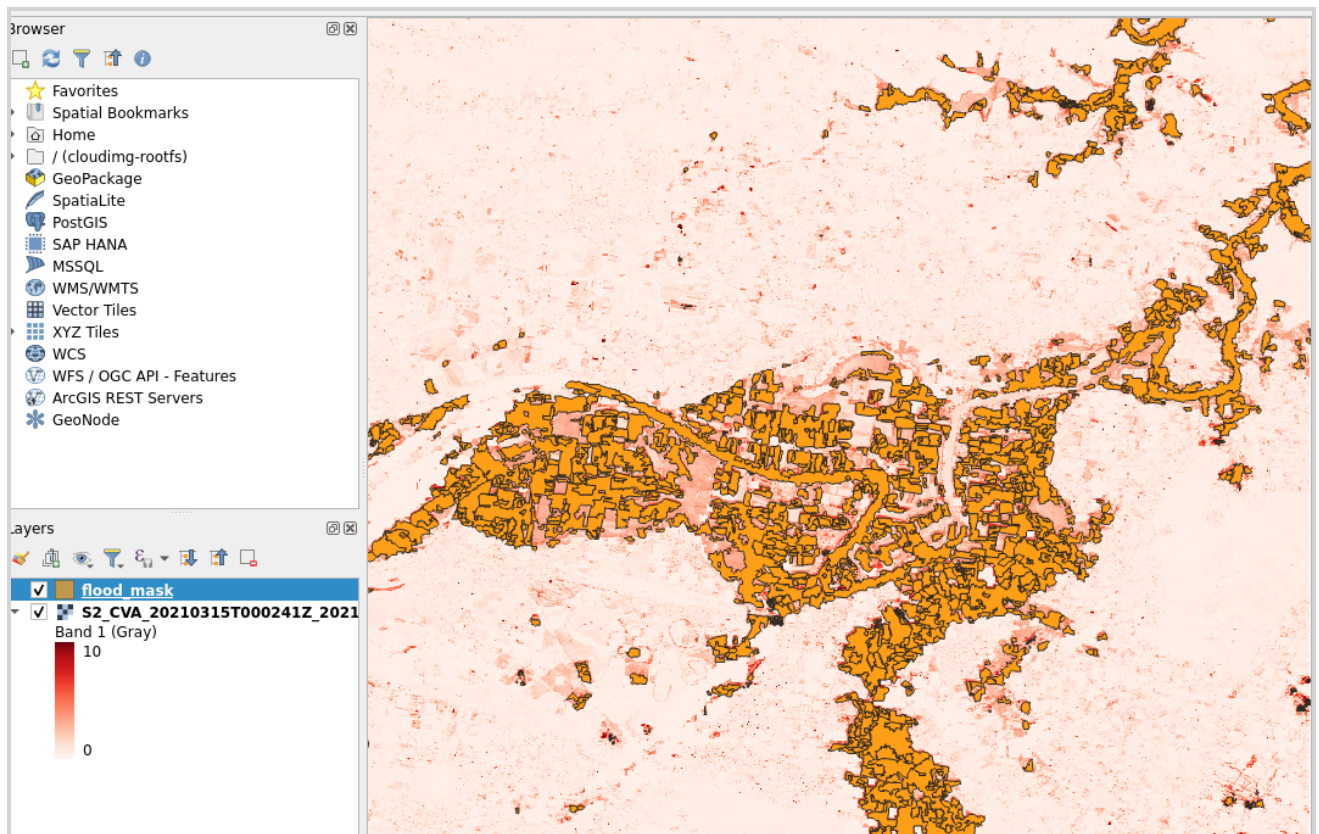 Browser
Favorites
Spatial Bookmarks
Home
/ (cloudimg-rootfs)
GeoPackage
SpatiaLite
PostGIS
SAP HANA
MSSQL
WMS/WMTS
Vector Tiles
XYZ Tiles
WCS
WFS / OGC API - Features
ArcGIS REST Servers
GeoNode
Layers
flood_mask
S2_CVA_20210315T000241Z_2021
Band 1 (Gray)
10
0